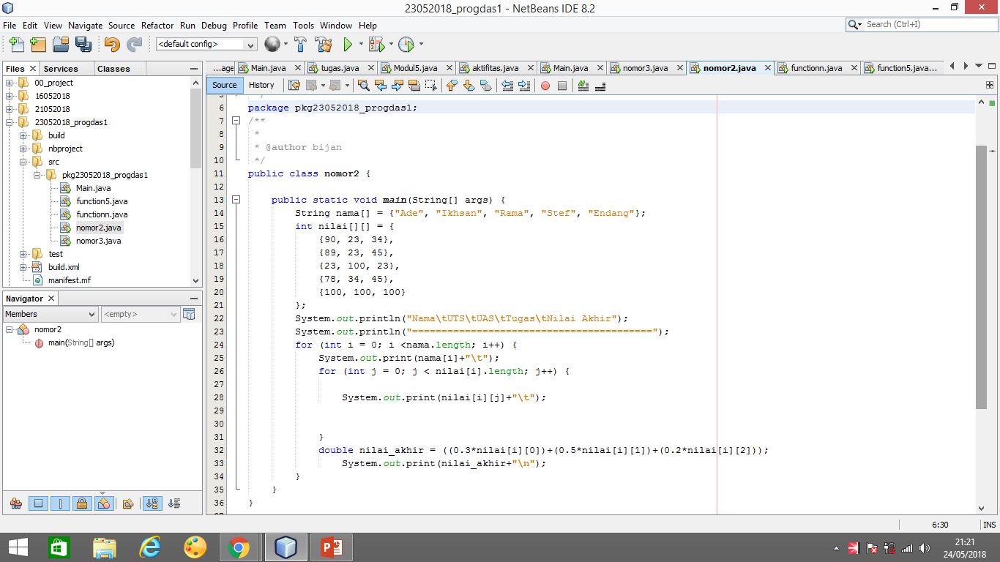 23052018_progdas1 - NetBeans IDE 8.2
File Edit View Navigate Source Refactor Run Debug Profile Team Tools Window Help
Search (Ctrl+I)
<default config>
Files Services Classes
...age Main.java tugas.java Modul5.java aktifitas.java Main.java nomor3.java nomor2.java functionn.java function5.java...
Source History
00_project
16052018
21052018
23052018_progdas1
build
nbproject
src
pkg23052018_progdas1
Main.java
function5.java
functionn.java
nomor2.java
nomor3.java
test
build.xml
manifest.mf
Navigator
Members <empty>
nomor2
main(String[] args)
5 */
6 package pkg23052018_progdas1;
7 /**
8 *
9 * @author bijan
10 */
11 public class nomor2 {
12
13 public static void main(String[] args) {
14 String nama[] = {"Ade", "Ikhsan", "Rama", "Stef", "Endang"};
15 int nilai[][] = {
16 {90, 23, 34},
17 {89, 23, 45},
18 {23, 100, 23},
19 {78, 34, 45},
20 {100, 100, 100}
21 };
22 System.out.println("Nama\tUTS\tUAS\tTugas\tNilai Akhir");
23 System.out.println("=========================================");
24 for (int i = 0; i <nama.length; i++) {
25 System.out.print(nama[i]+"\t");
26 for (int j = 0; j < nilai[i].length; j++) {
27
28 System.out.print(nilai[i][j]+"\t");
29
30
31 }
32 double nilai_akhir = ((0.3*nilai[i][0])+(0.5*nilai[i][1])+(0.2*nilai[i][2]));
33 System.out.print(nilai_akhir+"\n");
34 }
35 }
36 }
37
6:30 INS
21:21
24/05/2018